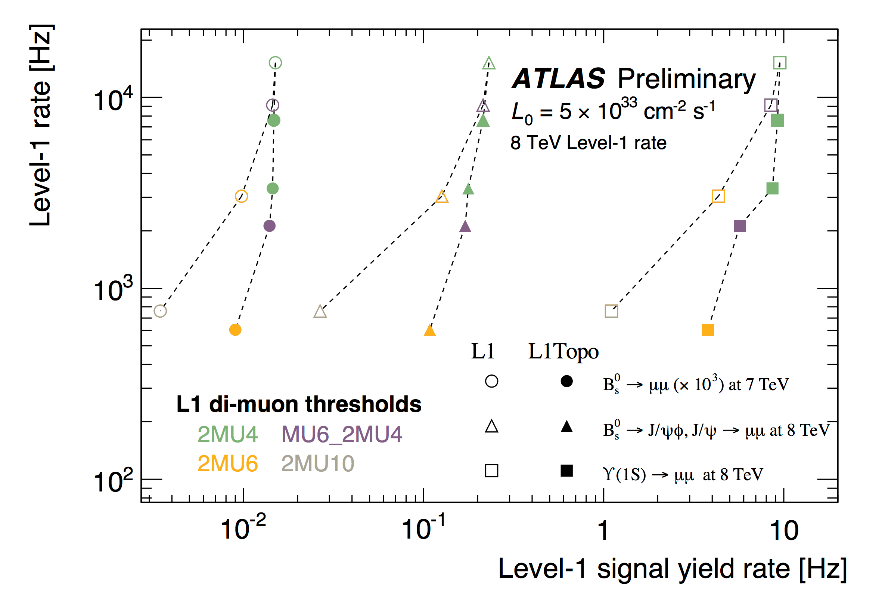 Level-1 rate [Hz]
10⁴
10³
10²
ATLAS Preliminary
L₀ = 5 × 10³³ cm⁻² s⁻¹
8 TeV Level-1 rate
L1 L1Topo
B⁰ₛ → μμ (× 10³) at 7 TeV
B⁰ₛ → J/ψϕ, J/ψ → μμ at 8 TeV
ϒ(1S) → μμ at 8 TeV
L1 di-muon thresholds
2MU4 MU6_2MU4
2MU6 2MU10
10⁻² 10⁻¹ 1 10
Level-1 signal yield rate [Hz]